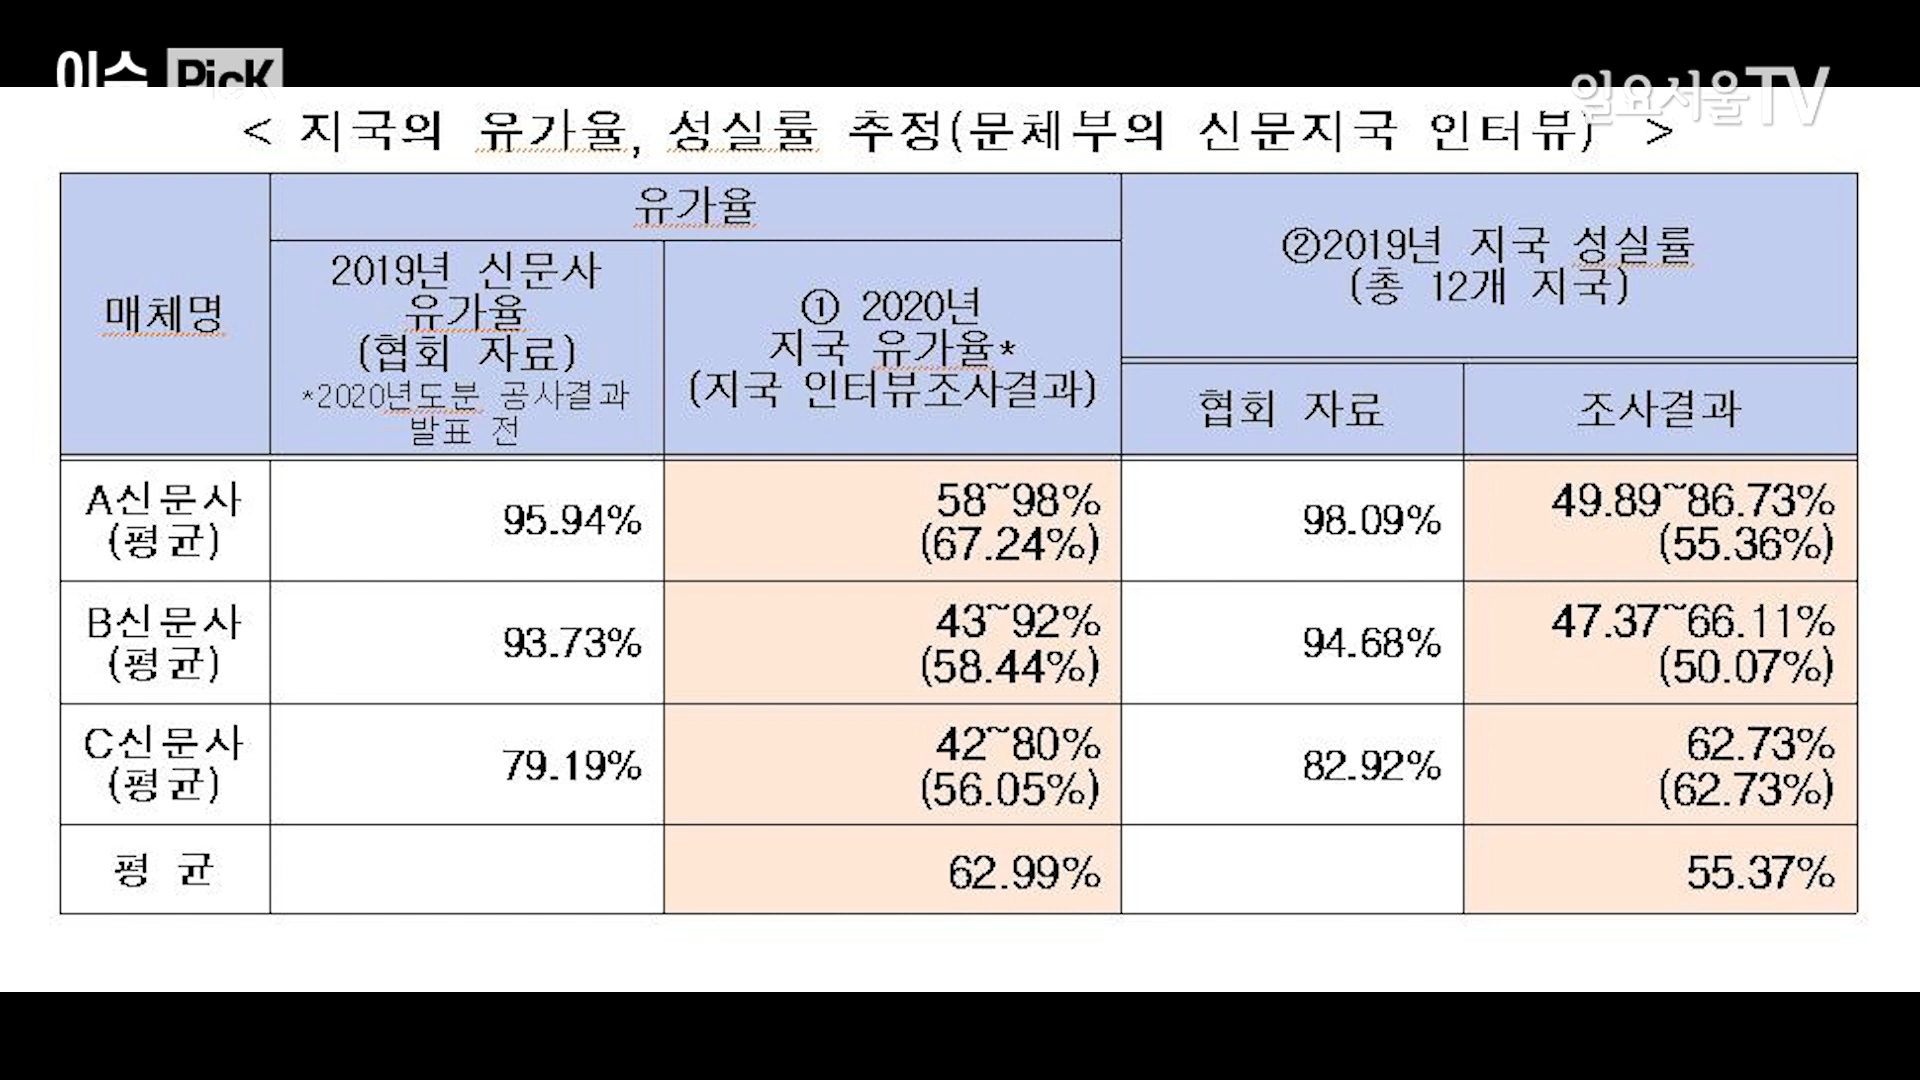 이슈 PicK
일요서울TV
< 지국의 유가율, 성실률 추정(문체부의 신문지국 인터뷰) >
매체명
유가율
2019년 신문사
유가율
(협회 자료)
*2020년도분 공사결과
발표 전
① 2020년
지국 유가율*
(지국 인터뷰조사결과)
②2019년 지국 성실률
(총 12개 지국)
협회 자료
조사결과
A신문사
(평균)
95.94%
58~98%
(67.24%)
98.09%
49.89~86.73%
(55.36%)
B신문사
(평균)
93.73%
43~92%
(58.44%)
94.68%
47.37~66.11%
(50.07%)
C신문사
(평균)
79.19%
42~80%
(56.05%)
82.92%
62.73%
(62.73%)
평 균
62.99%
55.37%